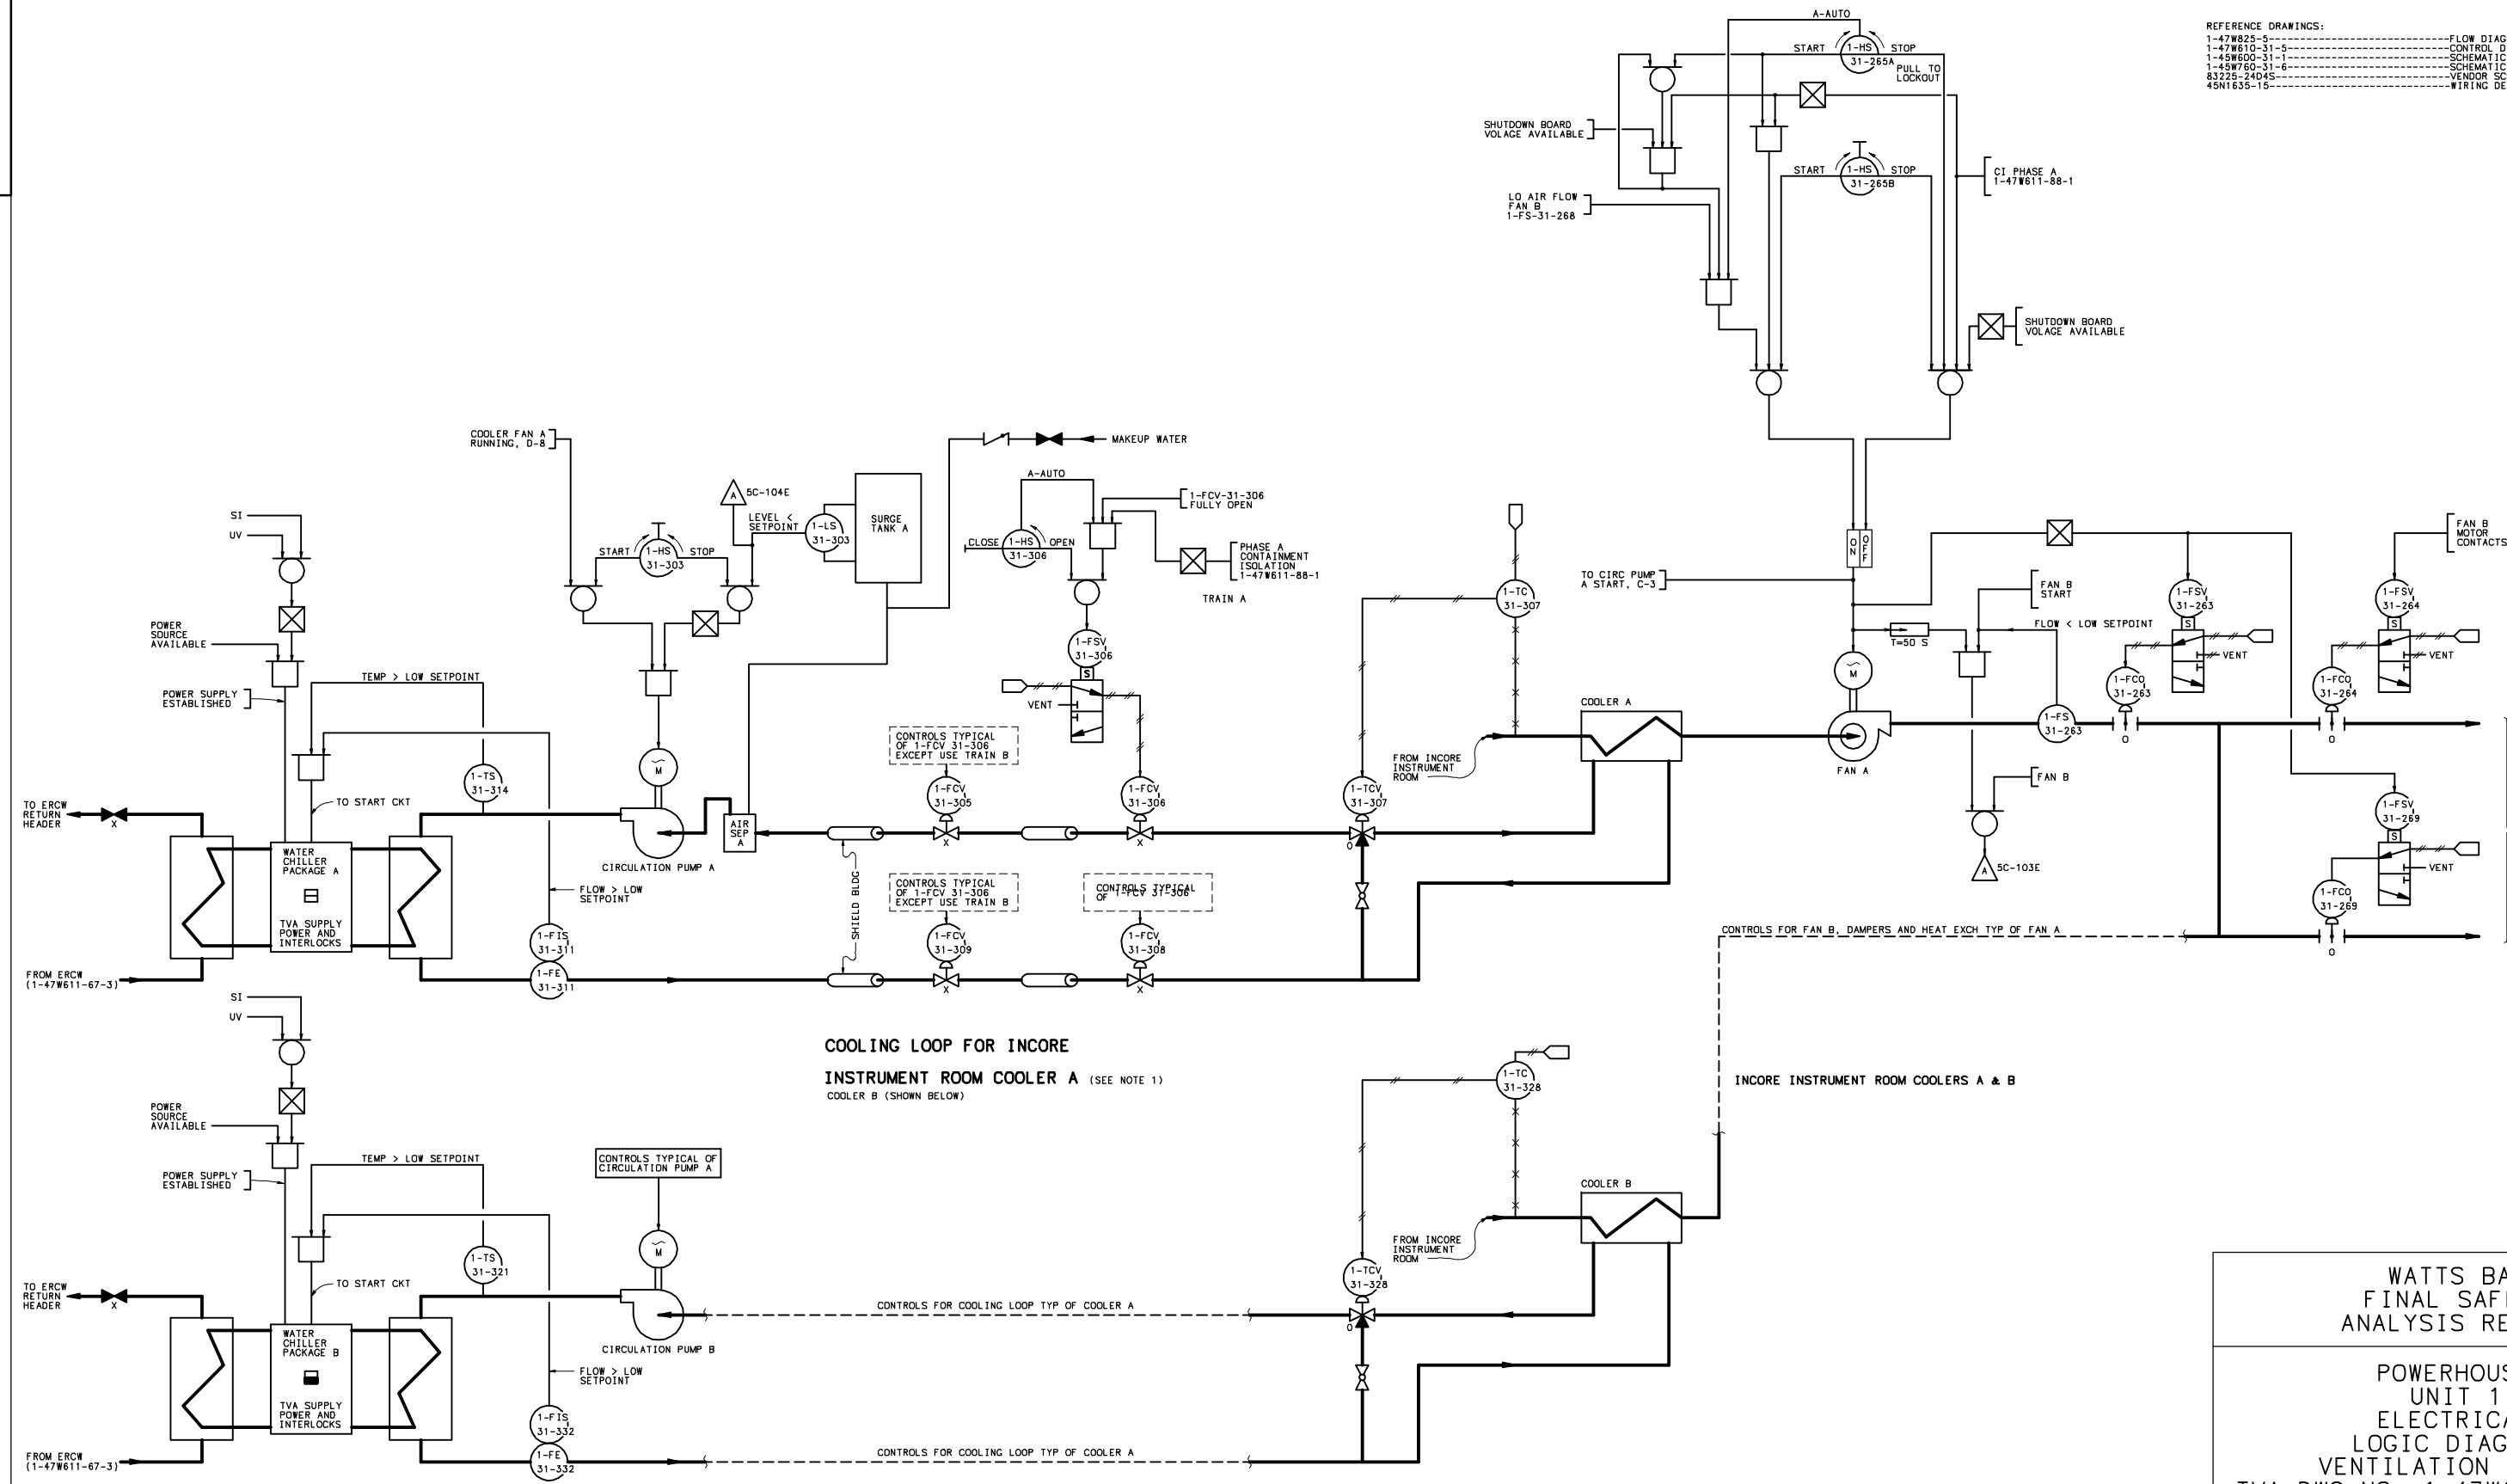 REFERENCE DRAWINGS:
1-47W825-5-----------------------------FLOW DIAG
1-47W610-31-5--------------------------CONTROL D
1-45W600-31-1--------------------------SCHEMATIC
1-45W760-31-6--------------------------SCHEMATIC
83225-24D4S----------------------------VENDOR SC
45N1635-15-----------------------------WIRING DE
A-AUTO
START
1-HS
31-265A
STOP
PULL TO
LOCKOUT
SHUTDOWN BOARD
VOLAGE AVAILABLE
START
1-HS
31-265B
STOP
CI PHASE A
1-47W611-88-1
LO AIR FLOW
FAN B
1-FS-31-268
SHUTDOWN BOARD
VOLAGE AVAILABLE
COOLER FAN A
RUNNING, D-8
MAKEUP WATER
A 5C-104E
LEVEL <
SETPOINT
1-LS
31-303
SURGE
TANK A
A-AUTO
1-FCV-31-306
FULLY OPEN
CLOSE
1-HS
31-306
OPEN
PHASE A
CONTAINMENT
ISOLATION
1-47W611-88-1
TRAIN A
SI
UV
START
1-HS
31-303
STOP
POWER
SOURCE
AVAILABLE
POWER SUPPLY
ESTABLISHED
TEMP > LOW SETPOINT
1-FSV
31-306
S
VENT
1-TC
31-307
ON
OFF
TO CIRC PUMP
A START, C-3
FAN B
START
FLOW < LOW SETPOINT
T=50 S
1-FSV
31-263
S
VENT
1-FSV
31-264
S
VENT
FAN B
MOTOR
CONTACTS
M
FAN A
1-FS
31-263
1-FCO
31-263
O
1-FCO
31-264
O
COOLER A
FROM INCORE
INSTRUMENT
ROOM
CONTROLS TYPICAL
OF 1-FCV 31-306
EXCEPT USE TRAIN B
1-TS
31-314
M
1-FCV
31-305
X
1-FCV
31-306
X
1-TCV
31-307
O
FAN B
A 5C-103E
1-FSV
31-269
S
VENT
1-FCO
31-269
O
TO ERCW
RETURN
HEADER
X
TO START CKT
AIR
SEP
A
CIRCULATION PUMP A
WATER
CHILLER
PACKAGE A
TVA SUPPLY
POWER AND
INTERLOCKS
FLOW > LOW
SETPOINT
SHIELD BLDG
CONTROLS TYPICAL
OF 1-FCV 31-306
EXCEPT USE TRAIN B
CONTROLS TYPICAL
OF 1-FCV 31-306
1-FIS
31-311
1-FE
31-311
1-FCV
31-309
X
1-FCV
31-308
X
CONTROLS FOR FAN B, DAMPERS AND HEAT EXCH TYP OF FAN A
FROM ERCW
(1-47W611-67-3)
SI
UV
COOLING LOOP FOR INCORE
INSTRUMENT ROOM COOLER A (SEE NOTE 1)
COOLER B (SHOWN BELOW)
1-TC
31-328
INCORE INSTRUMENT ROOM COOLERS A & B
POWER
SOURCE
AVAILABLE
POWER SUPPLY
ESTABLISHED
TEMP > LOW SETPOINT
CONTROLS TYPICAL OF
CIRCULATION PUMP A
COOLER B
FROM INCORE
INSTRUMENT
ROOM
1-TS
31-321
M
1-TCV
31-328
O
TO ERCW
RETURN
HEADER
X
TO START CKT
CONTROLS FOR COOLING LOOP TYP OF COOLER A
CIRCULATION PUMP B
WATER
CHILLER
PACKAGE B
TVA SUPPLY
POWER AND
INTERLOCKS
FLOW > LOW
SETPOINT
1-FIS
31-332
1-FE
31-332
CONTROLS FOR COOLING LOOP TYP OF COOLER A
FROM ERCW
(1-47W611-67-3)
WATTS BA
FINAL SAF
ANALYSIS RE
POWERHOUS
UNIT 1
ELECTRICA
LOGIC DIAG
VENTILATION